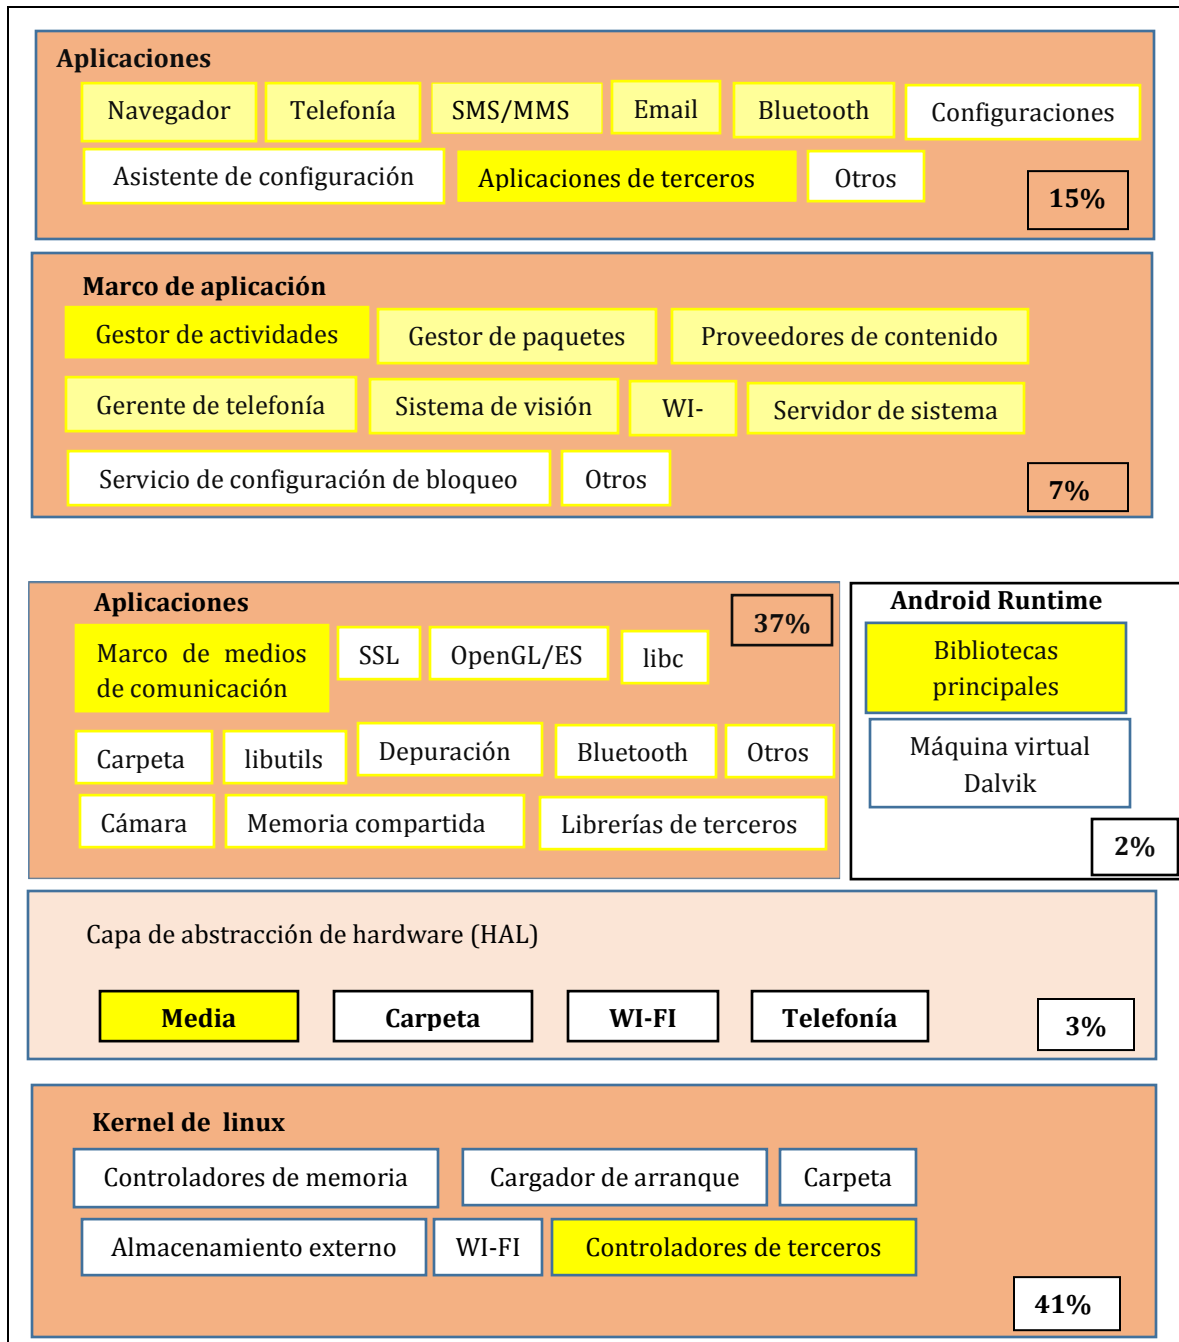 Aplicaciones
Navegador
Telefonía
SMS/MMS
Email
Bluetooth
Configuraciones
Asistente de configuración
Aplicaciones de terceros
Otros
15%
Marco de aplicación
Gestor de actividades
Gestor de paquetes
Proveedores de contenido
Gerente de telefonía
Sistema de visión
WI-
Servidor de sistema
Servicio de configuración de bloqueo
Otros
7%
Aplicaciones
37%
Marco de medios
de comunicación
SSL
OpenGL/ES
libc
Carpeta
libutils
Depuración
Bluetooth
Otros
Cámara
Memoria compartida
Librerías de terceros
Android Runtime
Bibliotecas
principales
Máquina virtual
Dalvik
2%
Capa de abstracción de hardware (HAL)
Media
Carpeta
WI-FI
Telefonía
3%
Kernel de linux
Controladores de memoria
Cargador de arranque
Carpeta
Almacenamiento externo
WI-FI
Controladores de terceros
41%